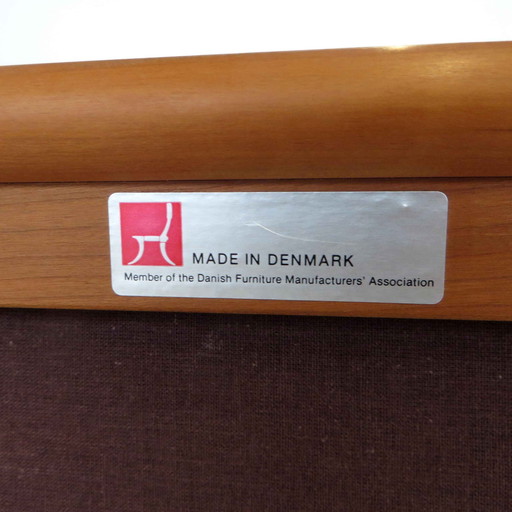 MADE IN DENMARK
Member of the Danish Furniture Manufacturers' Association